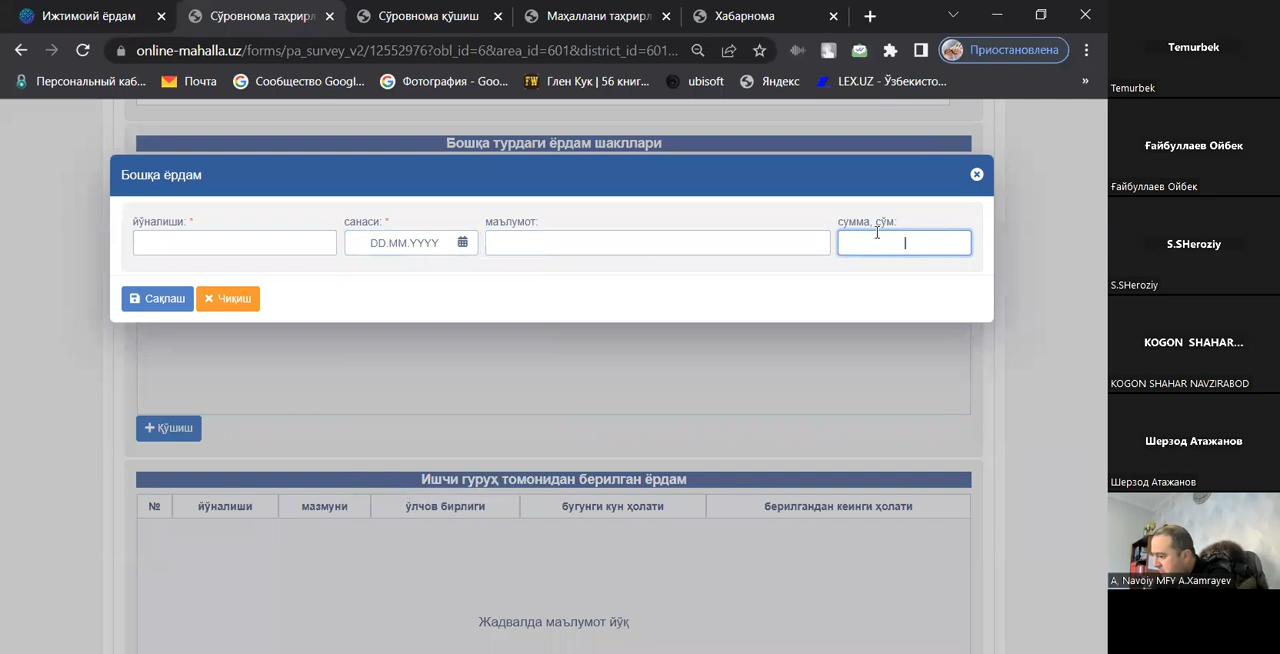 Ижтимоий ёрдам
Сўровнома таҳрирл
Сўровнома қўшиш
Маҳаллани таҳрирл
Хабарнома
online-mahalla.uz/forms/pa_survey_v2/12552976?obl_id=6&area_id=601&district_id=601...
Приостановлена
Персональный каб...
Почта
Сообщество Googl...
Фотография - Goo...
Глен Кук | 56 книг...
ubisoft
Яндекс
LEX.UZ - Ўзбекисто...
»
Бошқа турдаги ёрдам шакллари
Бошқа ёрдам
йўналиши: *
санаси: *
маълумот:
сумма, сўм:
DD.MM.YYYY
Сақлаш
Чиқиш
Қўшиш
Ишчи гуруҳ томонидан берилган ёрдам
№
йўналиши
мазмуни
ўлчов бирлиги
бугунги кун ҳолати
берилгандан кейинги ҳолати
Жадвалда маълумот йўқ
Temurbek
Temurbek
Ғайбуллаев Ойбек
Ғайбуллаев Ойбек
S.SHeroziy
S.SHeroziy
KOGON SHAHAR...
KOGON SHAHAR NAVZIRABOD
Шерзод Атажанов
Шерзод Атажанов
A, Navoiy MFY A.Xamrayev